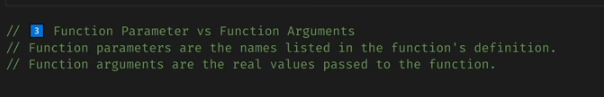 // 3️⃣ Function Parameter vs Function Arguments
// Function parameters are the names listed in the function's definition.
// Function arguments are the real values passed to the function.